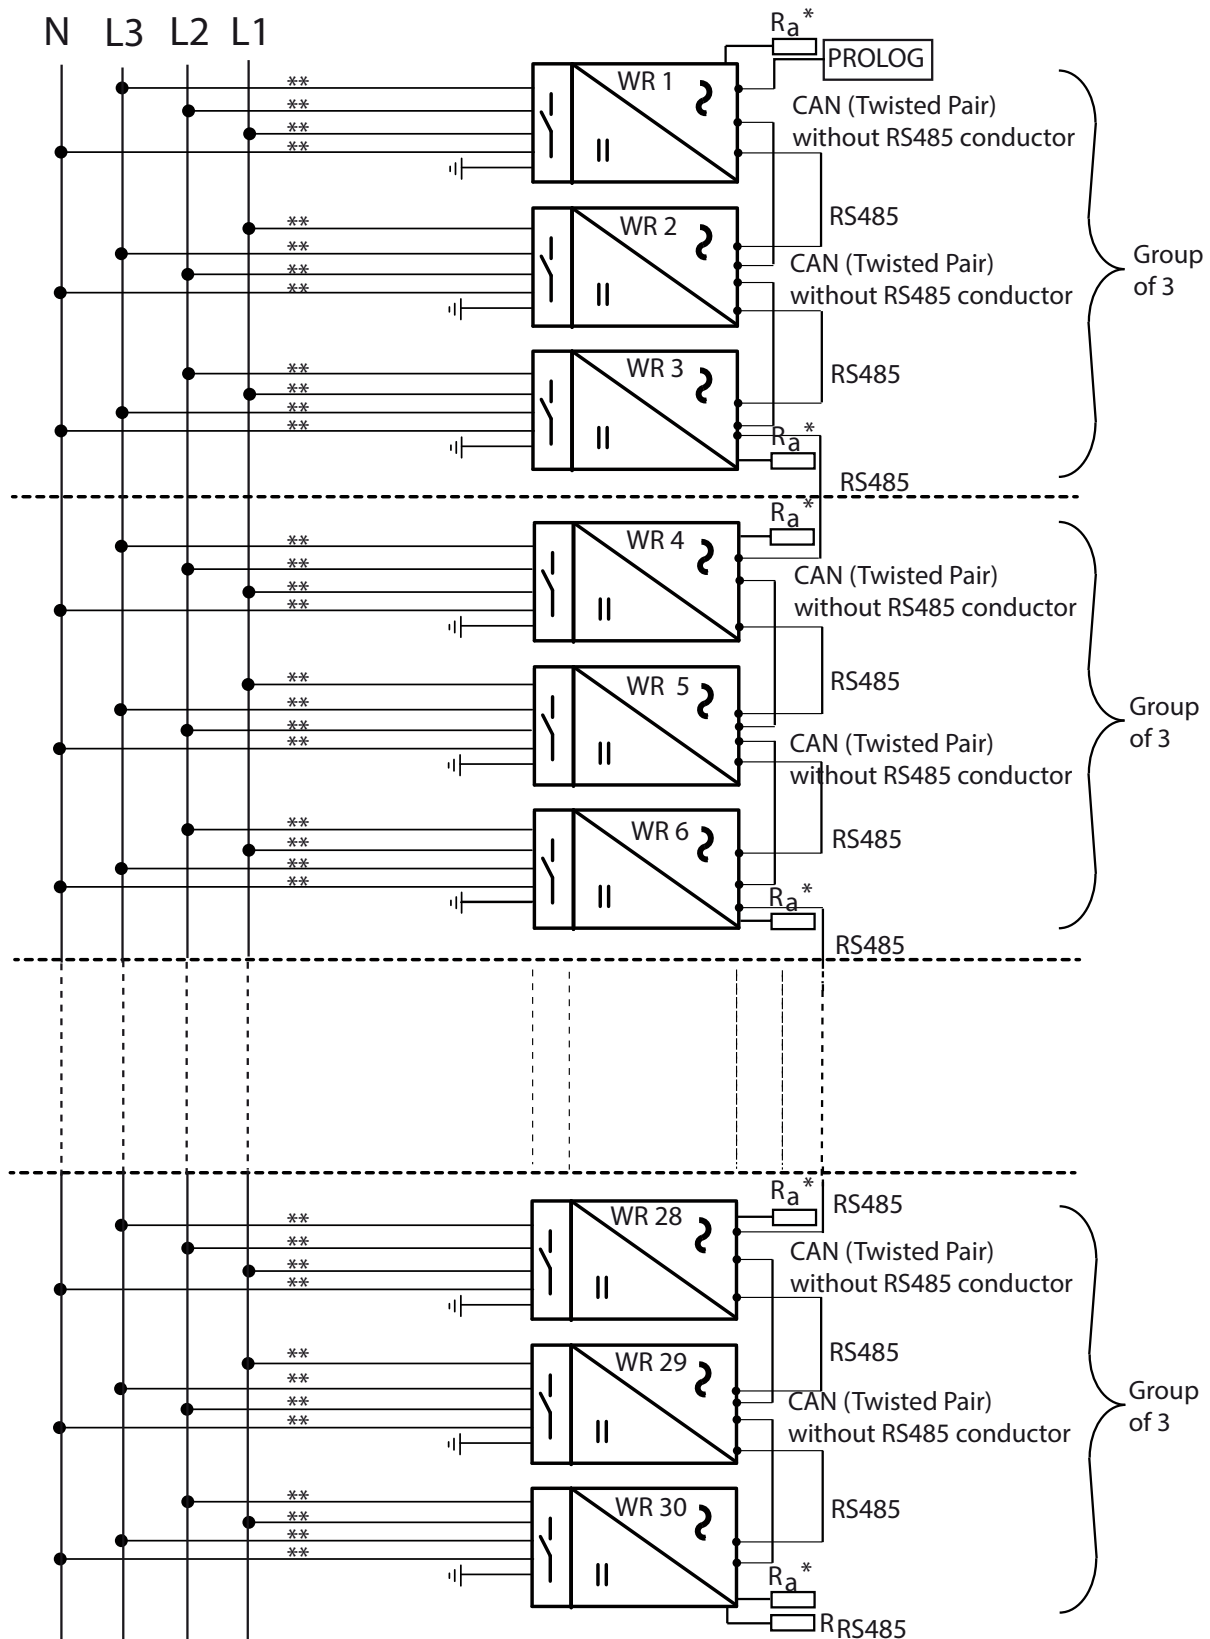 N L3 L2 L1
Ra*
PROLOG
WR 1
**
**
**
**
CAN (Twisted Pair)
without RS485 conductor
RS485
WR 2
**
**
**
**
CAN (Twisted Pair)
without RS485 conductor
Group
of 3
WR 3
**
**
**
**
RS485
Ra*
RS485
Ra*
WR 4
**
**
**
**
CAN (Twisted Pair)
without RS485 conductor
RS485
WR 5
**
**
**
**
CAN (Twisted Pair)
without RS485 conductor
Group
of 3
WR 6
**
**
**
**
RS485
Ra*
RS485
Ra*
RS485
WR 28
**
**
**
**
CAN (Twisted Pair)
without RS485 conductor
RS485
WR 29
**
**
**
**
CAN (Twisted Pair)
without RS485 conductor
Group
of 3
WR 30
**
**
**
**
RS485
Ra*
RRS485